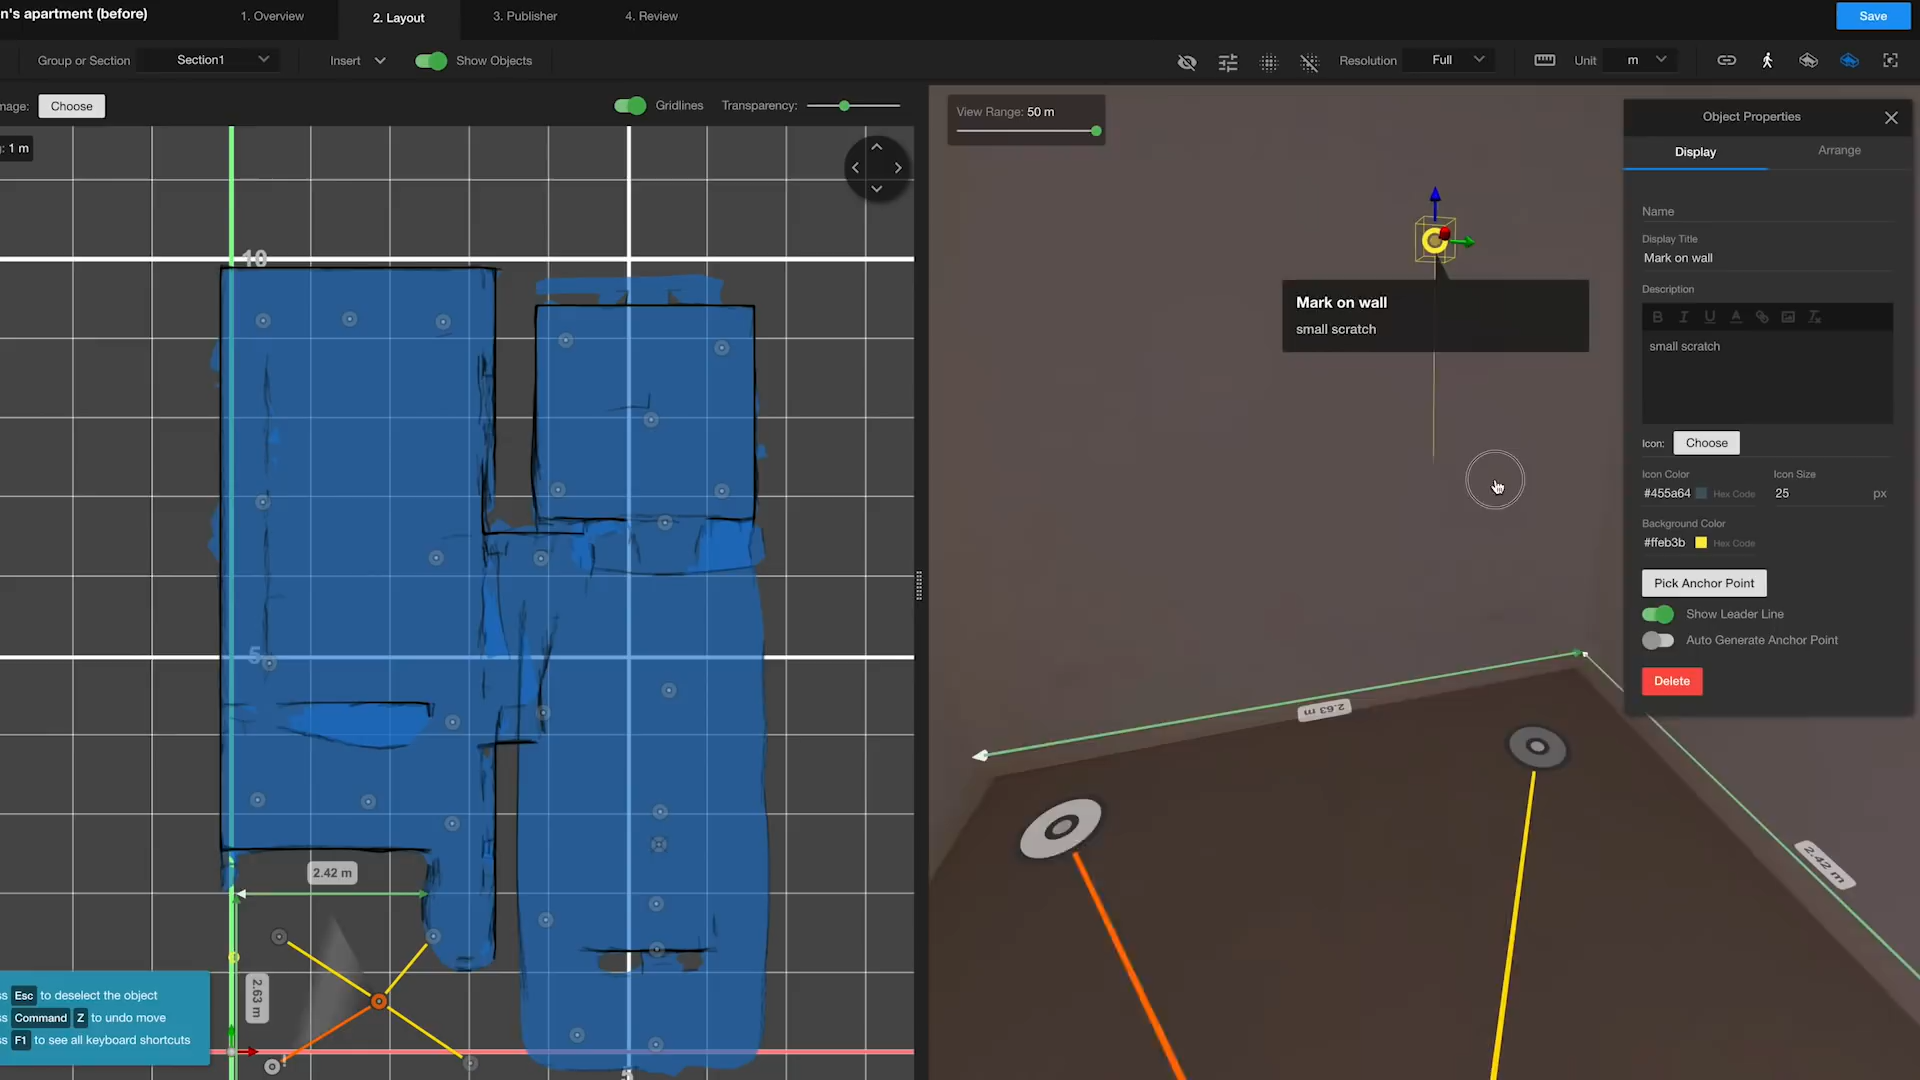 n's apartment (before)
1. Overview
2. Layout
3. Publisher
4. Review
Save
Group or Section
Section1
Insert
Show Objects
Resolution
Full
Unit
m
mage:
Choose
Gridlines
Transparency:
: 1 m
View Range: 50 m
10
5
2.42 m
2.63 m
ss Esc to deselect the object
ss Command Z to undo move
ss F1 to see all keyboard shortcuts
Mark on wall
small scratch
2.63 m
2.42 m
Object Properties
Display
Arrange
Name
Display Title
Mark on wall
Description
B I U A
small scratch
Icon:
Choose
Icon Color
Icon Size
#455a64
Hex Code
25
px
Background Color
#ffeb3b
Hex Code
Pick Anchor Point
Show Leader Line
Auto Generate Anchor Point
Delete